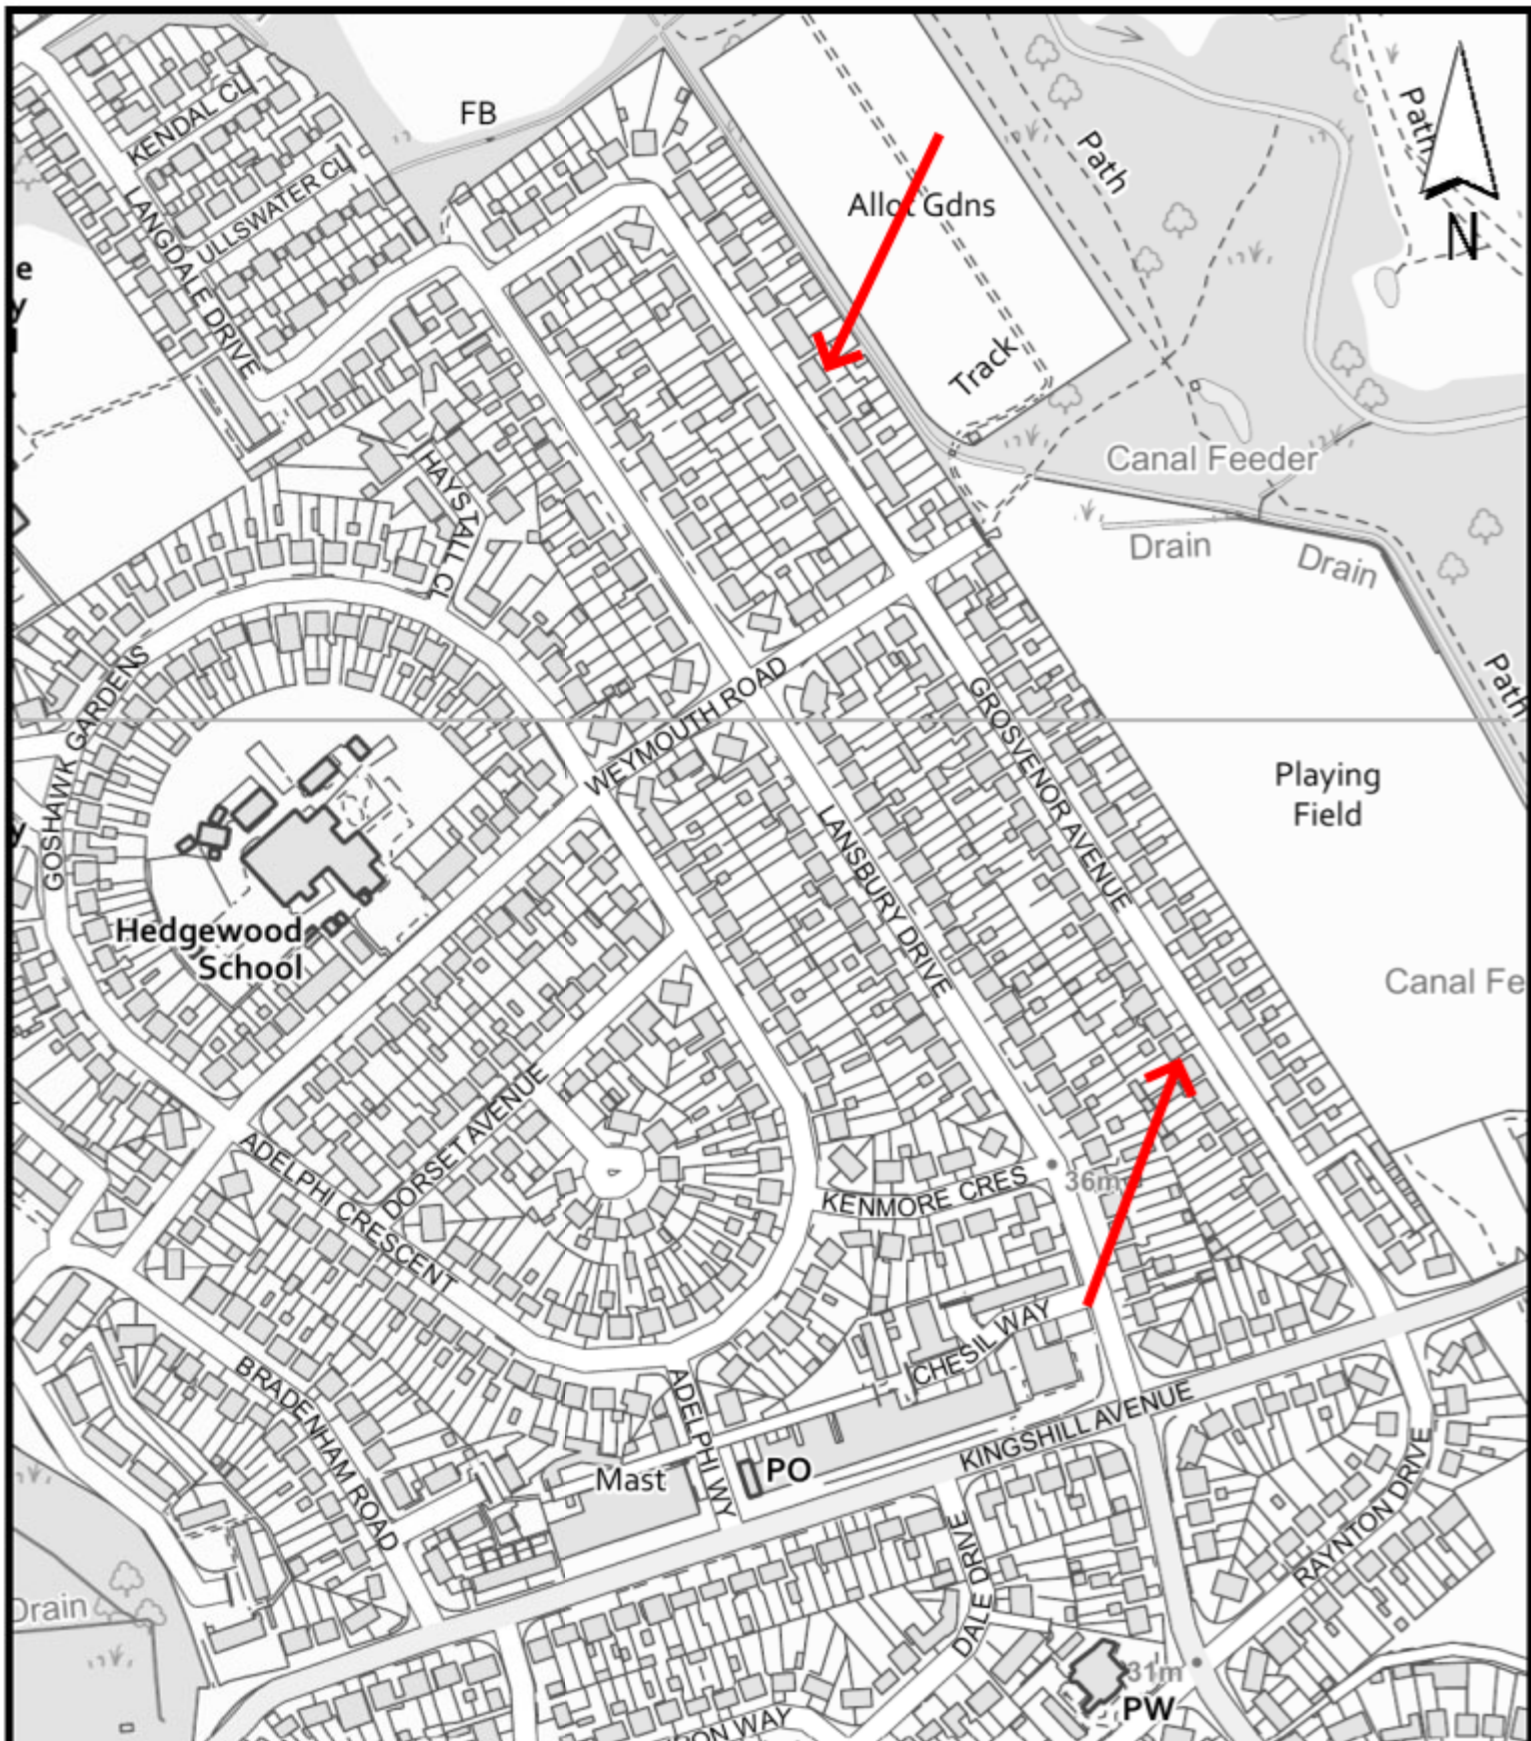 KENDAL CL
FB
Path
Path
N
ULLSWATER CL
LANGDALE DRIVE
Allot Gdns
e
y
Track
HAYSTALL CL
Canal Feeder
Drain
Drain
Path
GOSHAWK GARDENS
WEYMOUTH ROAD
GROSVENOR AVENUE
Playing
Field
LANSBURY DRIVE
y
Hedgewood
School
Canal Fe
ADELPHI CRESCENT
DORSET AVENUE
KENMORE CRES
36m
CHESIL WAY
BRADENHAM ROAD
ADELPHI WY
KINGSHILL AVENUE
Mast
PO
RAYNTON DRIVE
DALE DRIVE
Drain
31m
PW
RON WAY